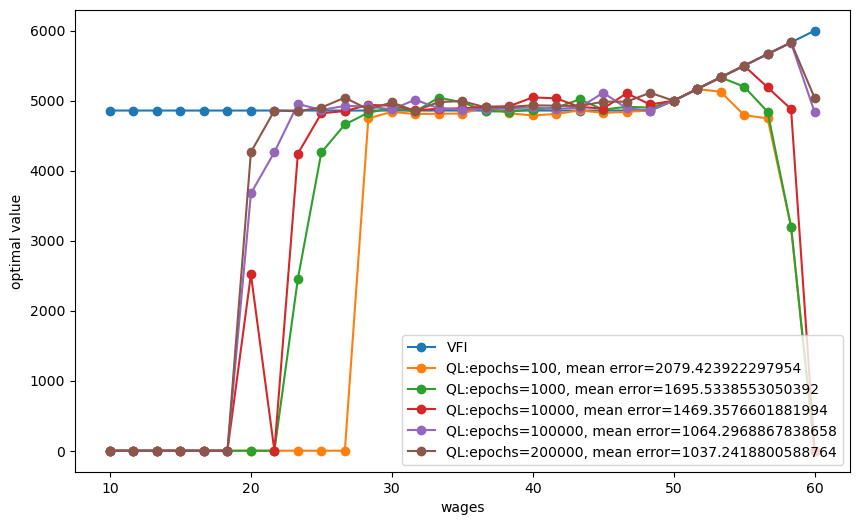 6000
5000
4000
3000
2000
1000
0
optimal value
10
20
30
40
50
60
wages
VFI
QL:epochs=100, mean error=2079.423922297954
QL:epochs=1000, mean error=1695.5338553050392
QL:epochs=10000, mean error=1469.3576601881994
QL:epochs=100000, mean error=1064.2968867838658
QL:epochs=200000, mean error=1037.2418800588764